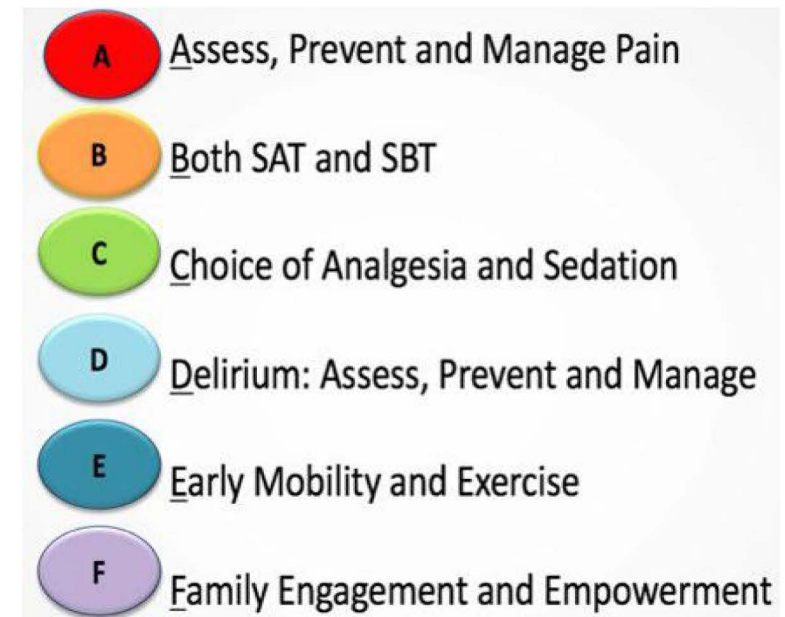 A Assess, Prevent and Manage Pain
B Both SAT and SBT
C Choice of Analgesia and Sedation
D Delirium: Assess, Prevent and Manage
E Early Mobility and Exercise
F Family Engagement and Empowerment